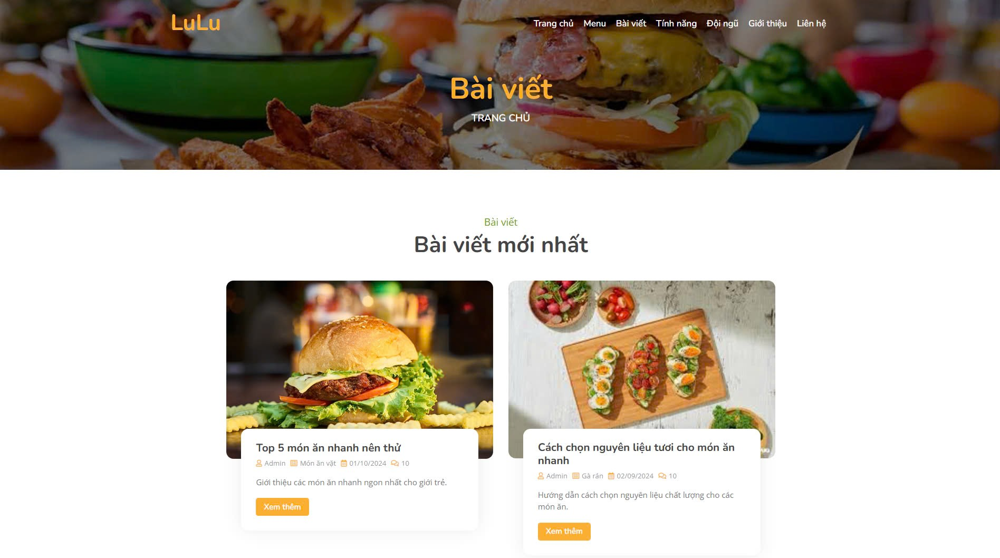 LuLu
Trang chủ Menu Bài viết Tính năng Đội ngũ Giới thiệu Liên hệ
Bài viết
TRANG CHỦ
Bài viết
Bài viết mới nhất
Top 5 món ăn nhanh nên thử
Admin Món ăn vặt 01/10/2024 10
Giới thiệu các món ăn nhanh ngon nhất cho giới trẻ.
Xem thêm
Cách chọn nguyên liệu tươi cho món ăn
nhanh
Admin Gà rán 02/09/2024 10
Hướng dẫn cách chọn nguyên liệu chất lượng cho các
món ăn.
Xem thêm